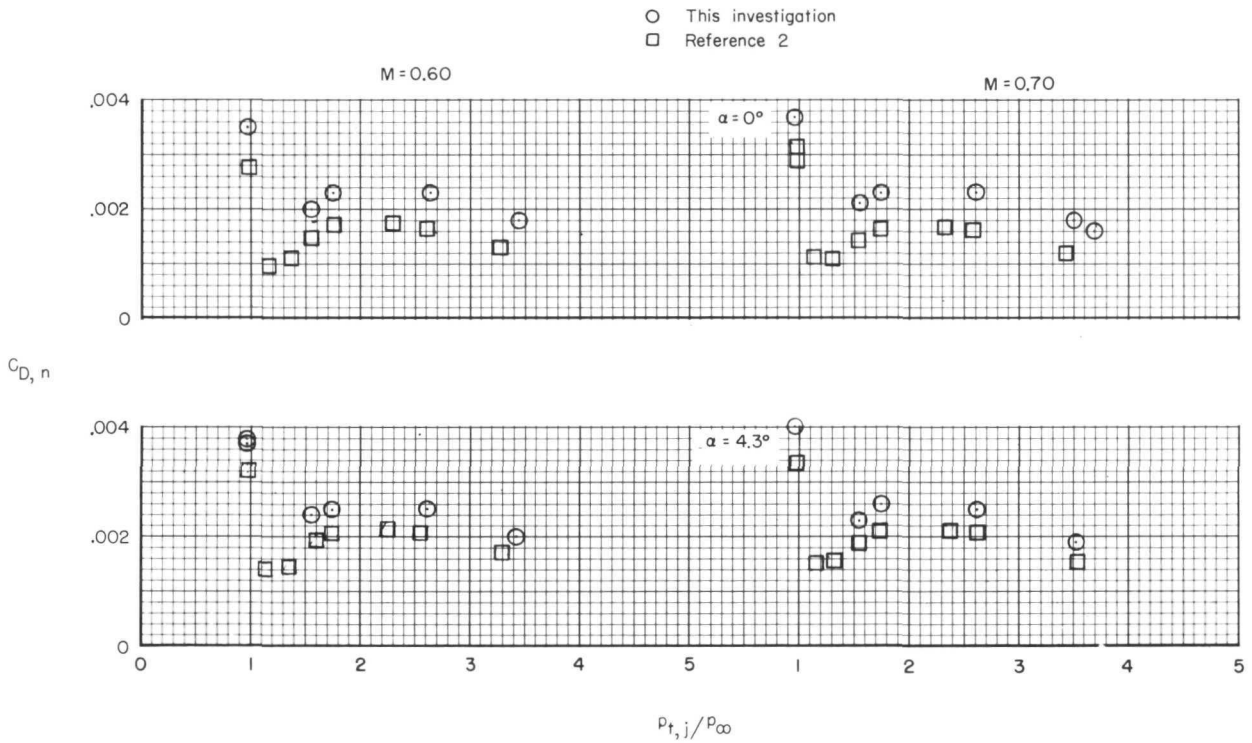 This investigation
Reference 2
M = 0.60
M = 0.70
.004
α = 0°
.002
0
C_D, n
.004
α = 4.3°
.002
0
0 1 2 3 4 5 1 2 3 4 5
p_t, j/p_∞